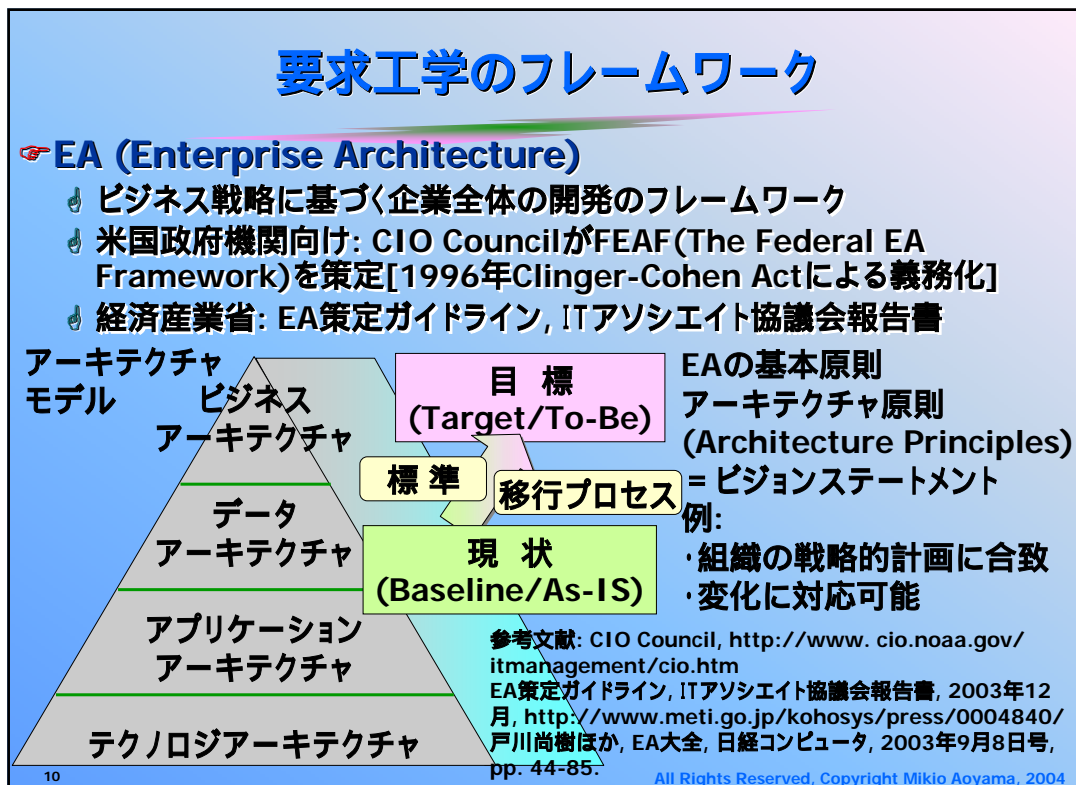 要求工学のフレームワーク
EA (Enterprise Architecture)
ビジネス戦略に基づく企業全体の開発のフレームワーク
米国政府機関向け: CIO CouncilがFEAF(The Federal EA
Framework)を策定[1996年Clinger-Cohen Actによる義務化]
経済産業省: EA策定ガイドライン, ITアソシエイト協議会報告書
アーキテクチャ
モデル
ビジネス
アーキテクチャ
データ
アーキテクチャ
アプリケーション
アーキテクチャ
テクノロジアーキテクチャ
目 標
(Target/To-Be)
標 準
移行プロセス
現 状
(Baseline/As-IS)
EAの基本原則
アーキテクチャ原則
(Architecture Principles)
= ビジョンステートメント
例:
・組織の戦略的計画に合致
・変化に対応可能
参考文献: CIO Council, http://www. cio.noaa.gov/
itmanagement/cio.htm
EA策定ガイドライン, ITアソシエイト協議会報告書, 2003年12
月, http://www.meti.go.jp/kohosys/press/0004840/
戸川尚樹ほか, EA大全, 日経コンピュータ, 2003年9月8日号,
pp. 44-85.
10
All Rights Reserved, Copyright Mikio Aoyama, 2004